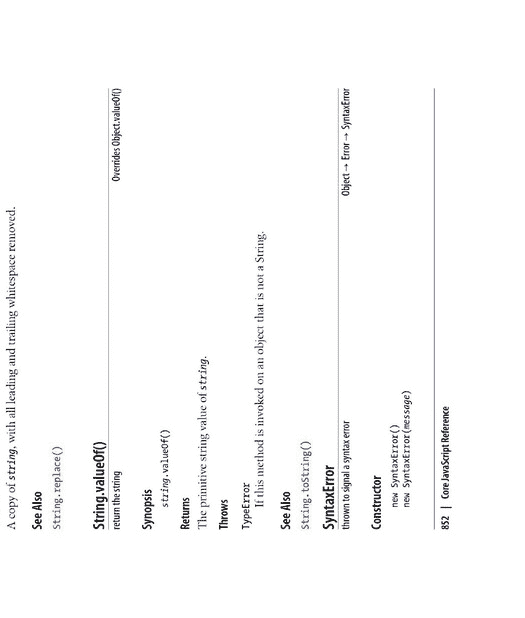 A copy of string, with all leading and trailing whitespace removed.
See Also
String.replace()
String.valueOf()
return the string Overrides Object.valueOf()
Synopsis
string.valueOf()
Returns
The primitive string value of string.
Throws
TypeError
If this method is invoked on an object that is not a String.
See Also
String.toString()
SyntaxError
thrown to signal a syntax error Object → Error → SyntaxError
Constructor
new SyntaxError()
new SyntaxError(message)
852 | Core JavaScript Reference